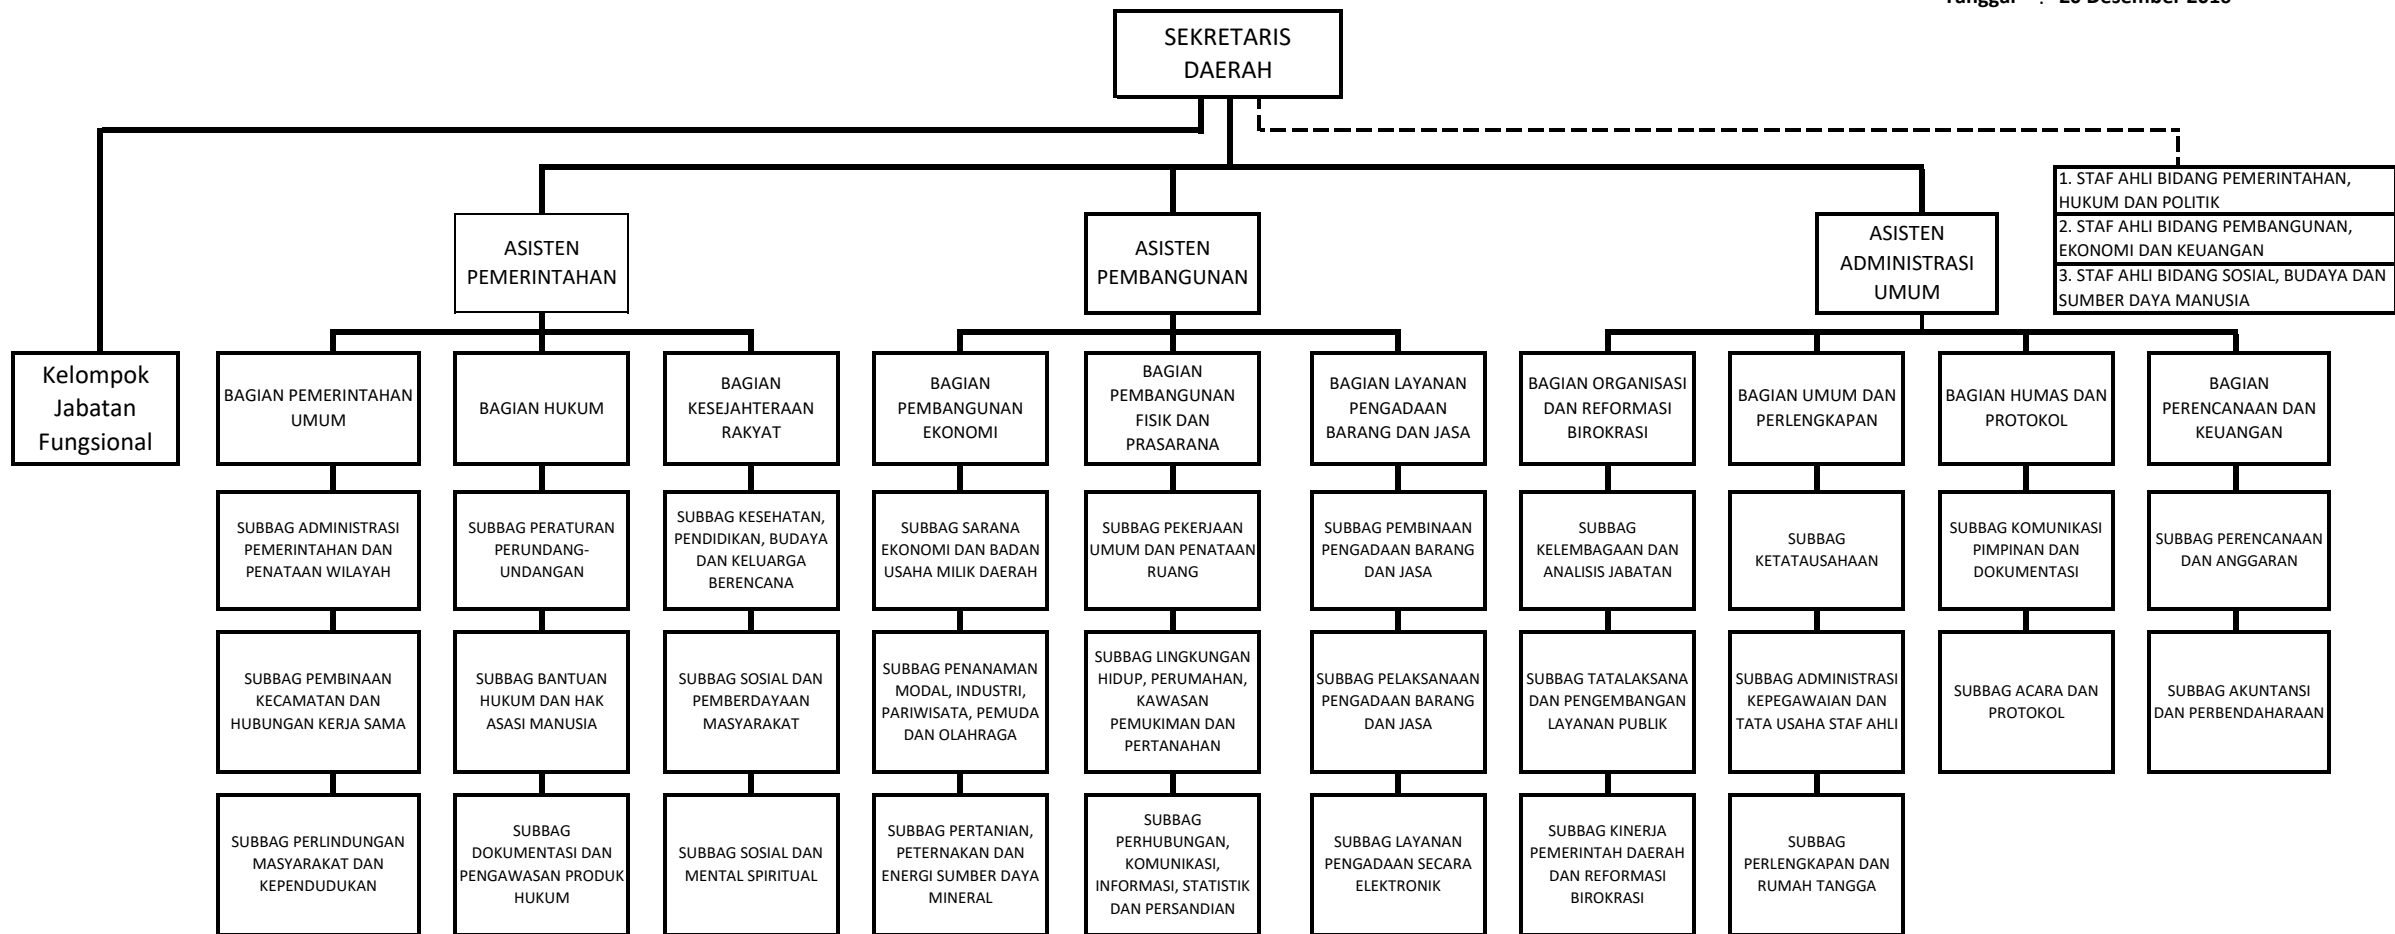 Tanggal : 20 Desember 2016
SEKRETARIS
DAERAH
1. STAF AHLI BIDANG PEMERINTAHAN,
HUKUM DAN POLITIK
2. STAF AHLI BIDANG PEMBANGUNAN,
EKONOMI DAN KEUANGAN
3. STAF AHLI BIDANG SOSIAL, BUDAYA DAN
SUMBER DAYA MANUSIA
ASISTEN
PEMERINTAHAN
ASISTEN
PEMBANGUNAN
ASISTEN
ADMINISTRASI
UMUM
Kelompok
Jabatan
Fungsional
BAGIAN PEMERINTAHAN
UMUM
BAGIAN HUKUM
BAGIAN
KESEJAHTERAAN
RAKYAT
BAGIAN
PEMBANGUNAN
EKONOMI
BAGIAN
PEMBANGUNAN
FISIK DAN
PRASARANA
BAGIAN LAYANAN
PENGADAAN
BARANG DAN JASA
BAGIAN ORGANISASI
DAN REFORMASI
BIROKRASI
BAGIAN UMUM DAN
PERLENGKAPAN
BAGIAN HUMAS DAN
PROTOKOL
BAGIAN
PERENCANAAN DAN
KEUANGAN
SUBBAG ADMINISTRASI
PEMERINTAHAN DAN
PENATAAN WILAYAH
SUBBAG PERATURAN
PERUNDANG-
UNDANGAN
SUBBAG KESEHATAN,
PENDIDIKAN, BUDAYA
DAN KELUARGA
BERENCANA
SUBBAG SARANA
EKONOMI DAN BADAN
USAHA MILIK DAERAH
SUBBAG PEKERJAAN
UMUM DAN PENATAAN
RUANG
SUBBAG PEMBINAAN
PENGADAAN BARANG
DAN JASA
SUBBAG
KELEMBAGAAN DAN
ANALISIS JABATAN
SUBBAG
KETATAUSAHAAN
SUBBAG KOMUNIKASI
PIMPINAN DAN
DOKUMENTASI
SUBBAG PERENCANAAN
DAN ANGGARAN
SUBBAG PEMBINAAN
KECAMATAN DAN
HUBUNGAN KERJA SAMA
SUBBAG BANTUAN
HUKUM DAN HAK
ASASI MANUSIA
SUBBAG SOSIAL DAN
PEMBERDAYAAN
MASYARAKAT
SUBBAG PENANAMAN
MODAL, INDUSTRI,
PARIWISATA, PEMUDA
DAN OLAHRAGA
SUBBAG LINGKUNGAN
HIDUP, PERUMAHAN,
KAWASAN
PEMUKIMAN DAN
PERTANAHAN
SUBBAG PELAKSANAAN
PENGADAAN BARANG
DAN JASA
SUBBAG TATALAKSANA
DAN PENGEMBANGAN
LAYANAN PUBLIK
SUBBAG ADMINISTRASI
KEPEGAWAIAN DAN
TATA USAHA STAF AHLI
SUBBAG ACARA DAN
PROTOKOL
SUBBAG AKUNTANSI
DAN PERBENDAHARAAN
SUBBAG PERLINDUNGAN
MASYARAKAT DAN
KEPENDUDUKAN
SUBBAG
DOKUMENTASI DAN
PENGAWASAN PRODUK
HUKUM
SUBBAG SOSIAL DAN
MENTAL SPIRITUAL
SUBBAG PERTANIAN,
PETERNAKAN DAN
ENERGI SUMBER DAYA
MINERAL
SUBBAG
PERHUBUNGAN,
KOMUNIKASI,
INFORMASI, STATISTIK
DAN PERSANDIAN
SUBBAG LAYANAN
PENGADAAN SECARA
ELEKTRONIK
SUBBAG KINERJA
PEMERINTAH DAERAH
DAN REFORMASI
BIROKRASI
SUBBAG
PERLENGKAPAN DAN
RUMAH TANGGA